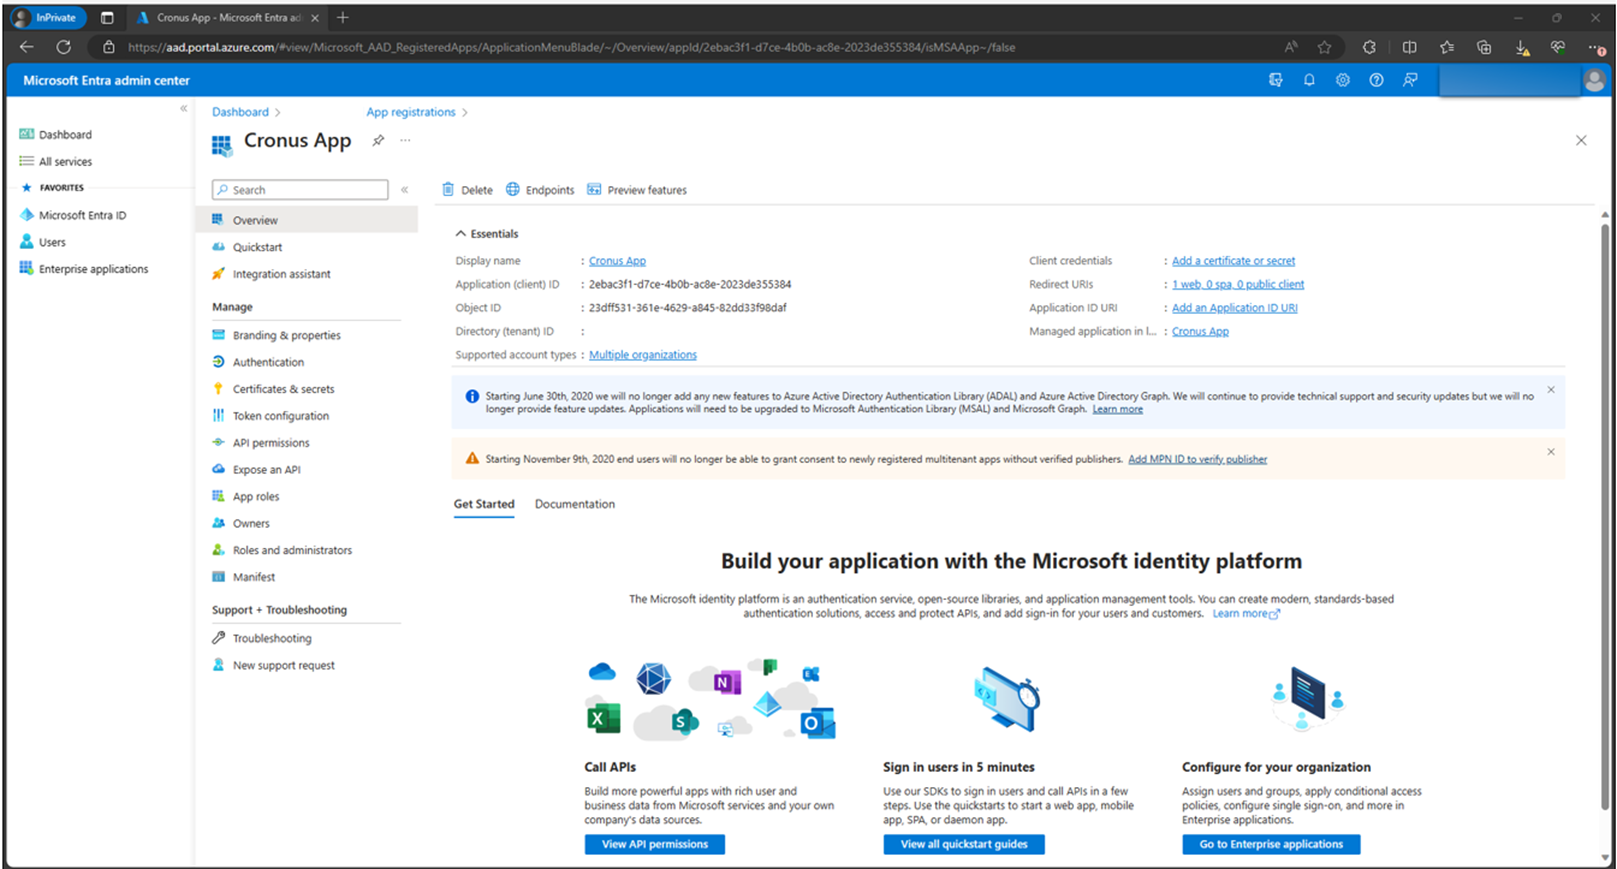 InPrivate
Cronus App - Microsoft Entra ad
https://aad.portal.azure.com/#view/Microsoft_AAD_RegisteredApps/ApplicationMenuBlade/~/Overview/appId/2ebac3f1-d7ce-4b0b-ac8e-2023de355384/isMSAApp~/false
Microsoft Entra admin center
Dashboard
All services
FAVORITES
Microsoft Entra ID
Users
Enterprise applications
Dashboard >
App registrations >
Cronus App
Search
Overview
Quickstart
Integration assistant
Manage
Branding & properties
Authentication
Certificates & secrets
Token configuration
API permissions
Expose an API
App roles
Owners
Roles and administrators
Manifest
Support + Troubleshooting
Troubleshooting
New support request
Delete
Endpoints
Preview features
Essentials
Display name : Cronus App
Application (client) ID : 2ebac3f1-d7ce-4b0b-ac8e-2023de355384
Object ID : 23dff531-361e-4629-a845-82dd33f98daf
Directory (tenant) ID :
Supported account types : Multiple organizations
Client credentials : Add a certificate or secret
Redirect URIs : 1 web, 0 spa, 0 public client
Application ID URI : Add an Application ID URI
Managed application in l... : Cronus App
Starting June 30th, 2020 we will no longer add any new features to Azure Active Directory Authentication Library (ADAL) and Azure Active Directory Graph. We will continue to provide technical support and security updates but we will no
longer provide feature updates. Applications will need to be upgraded to Microsoft Authentication Library (MSAL) and Microsoft Graph. Learn more
Starting November 9th, 2020 end users will no longer be able to grant consent to newly registered multitenant apps without verified publishers. Add MPN ID to verify publisher
Get Started
Documentation
Build your application with the Microsoft identity platform
The Microsoft identity platform is an authentication service, open-source libraries, and application management tools. You can create modern, standards-based
authentication solutions, access and protect APIs, and add sign-in for your users and customers. Learn more
N
E
X
S
O
Call APIs
Build more powerful apps with rich user and
business data from Microsoft services and your own
company's data sources.
View API permissions
Sign in users in 5 minutes
Use our SDKs to sign in users and call APIs in a few
steps. Use the quickstarts to start a web app, mobile
app, SPA, or daemon app.
View all quickstart guides
Configure for your organization
Assign users and groups, apply conditional access
policies, configure single sign-on, and more in
Enterprise applications.
Go to Enterprise applications